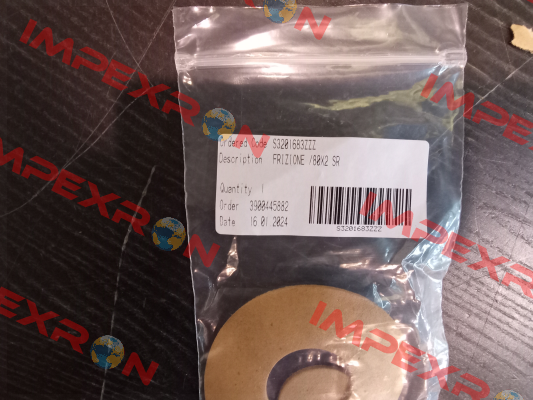 IMPEXRON
Ordered Code S3201683ZZZ
Description FRIZIONE /80X2 SR
Quantity 1
Order 3900445882
Date 16.01.2024
S3201683ZZZ
IMPEXRON
IMPEXRON
IMPEXRON
IMPEXRON